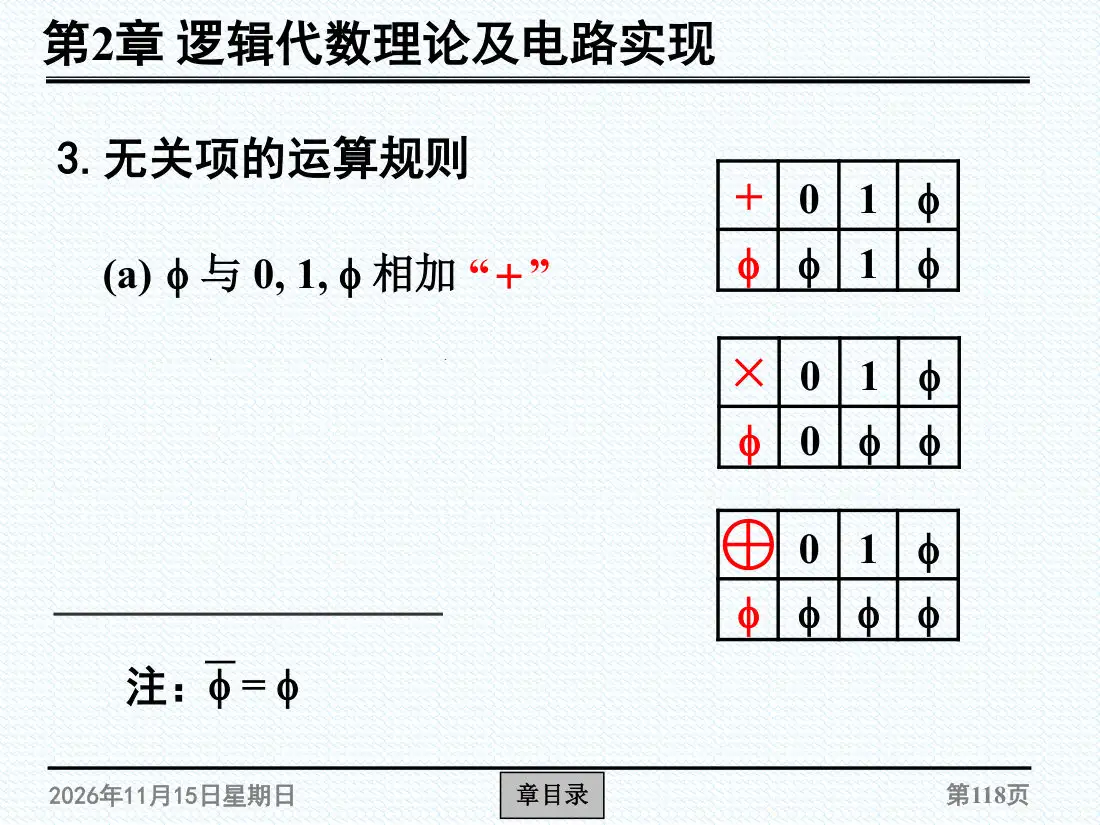 第2章 逻辑代数理论及电路实现
3.无关项的运算规则
(a) ϕ 与 0, 1, ϕ 相加 “+”
+ 0 1 ϕ
ϕ ϕ 1 ϕ
× 0 1 ϕ
ϕ 0 ϕ ϕ
⊕ 0 1 ϕ
ϕ ϕ ϕ ϕ
注：ϕ̅ = ϕ
2026年11月15日星期日
章目录
第118页